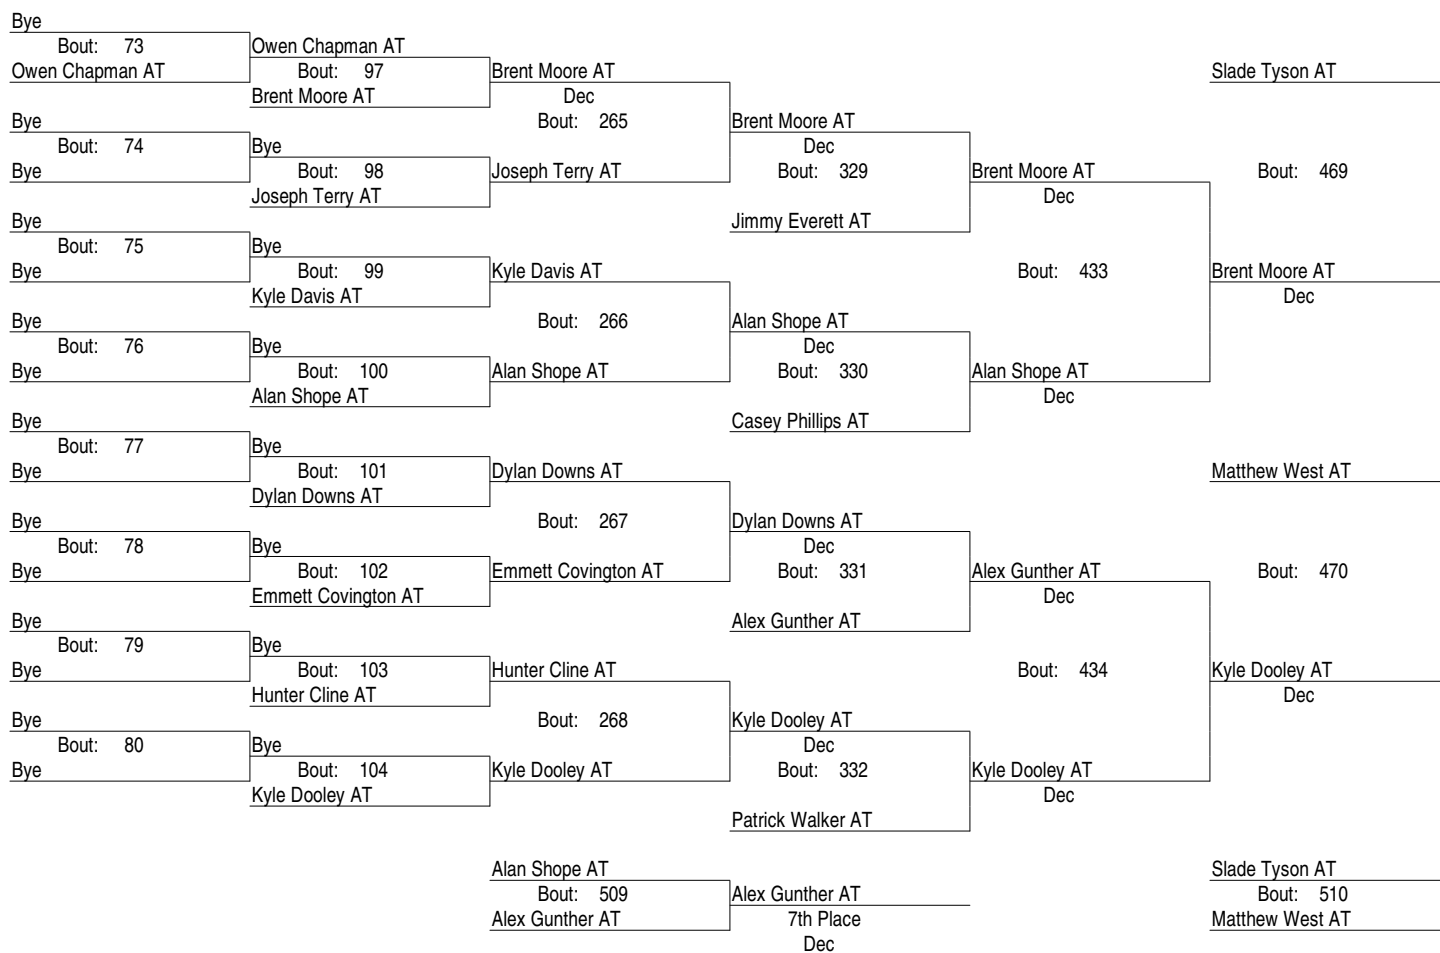 Bye
Bout: 73 Owen Chapman AT
Owen Chapman AT Bout: 97 Brent Moore AT Slade Tyson AT
Brent Moore AT Dec
Bye Bout: 265 Brent Moore AT
Bout: 74 Bye Dec
Bye Bout: 98 Joseph Terry AT Bout: 329 Brent Moore AT Bout: 469
Joseph Terry AT Dec
Bye Jimmy Everett AT
Bout: 75 Bye
Bye Bout: 99 Kyle Davis AT Bout: 433 Brent Moore AT
Kyle Davis AT Dec
Bye Bout: 266 Alan Shope AT
Bout: 76 Bye Dec
Bye Bout: 100 Alan Shope AT Bout: 330 Alan Shope AT
Alan Shope AT Dec
Bye Casey Phillips AT
Bout: 77 Bye
Bye Bout: 101 Dylan Downs AT Matthew West AT
Dylan Downs AT
Bye Bout: 267 Dylan Downs AT
Bout: 78 Bye Dec
Bye Bout: 102 Emmett Covington AT Bout: 331 Alex Gunther AT Bout: 470
Emmett Covington AT Dec
Bye Alex Gunther AT
Bout: 79 Bye
Bye Bout: 103 Hunter Cline AT Bout: 434 Kyle Dooley AT
Hunter Cline AT Dec
Bye Bout: 268 Kyle Dooley AT
Bout: 80 Bye Dec
Bye Bout: 104 Kyle Dooley AT Bout: 332 Kyle Dooley AT
Kyle Dooley AT Dec
Patrick Walker AT
Alan Shope AT Slade Tyson AT
Bout: 509 Alex Gunther AT Bout: 510
Alex Gunther AT 7th Place Matthew West AT
Dec